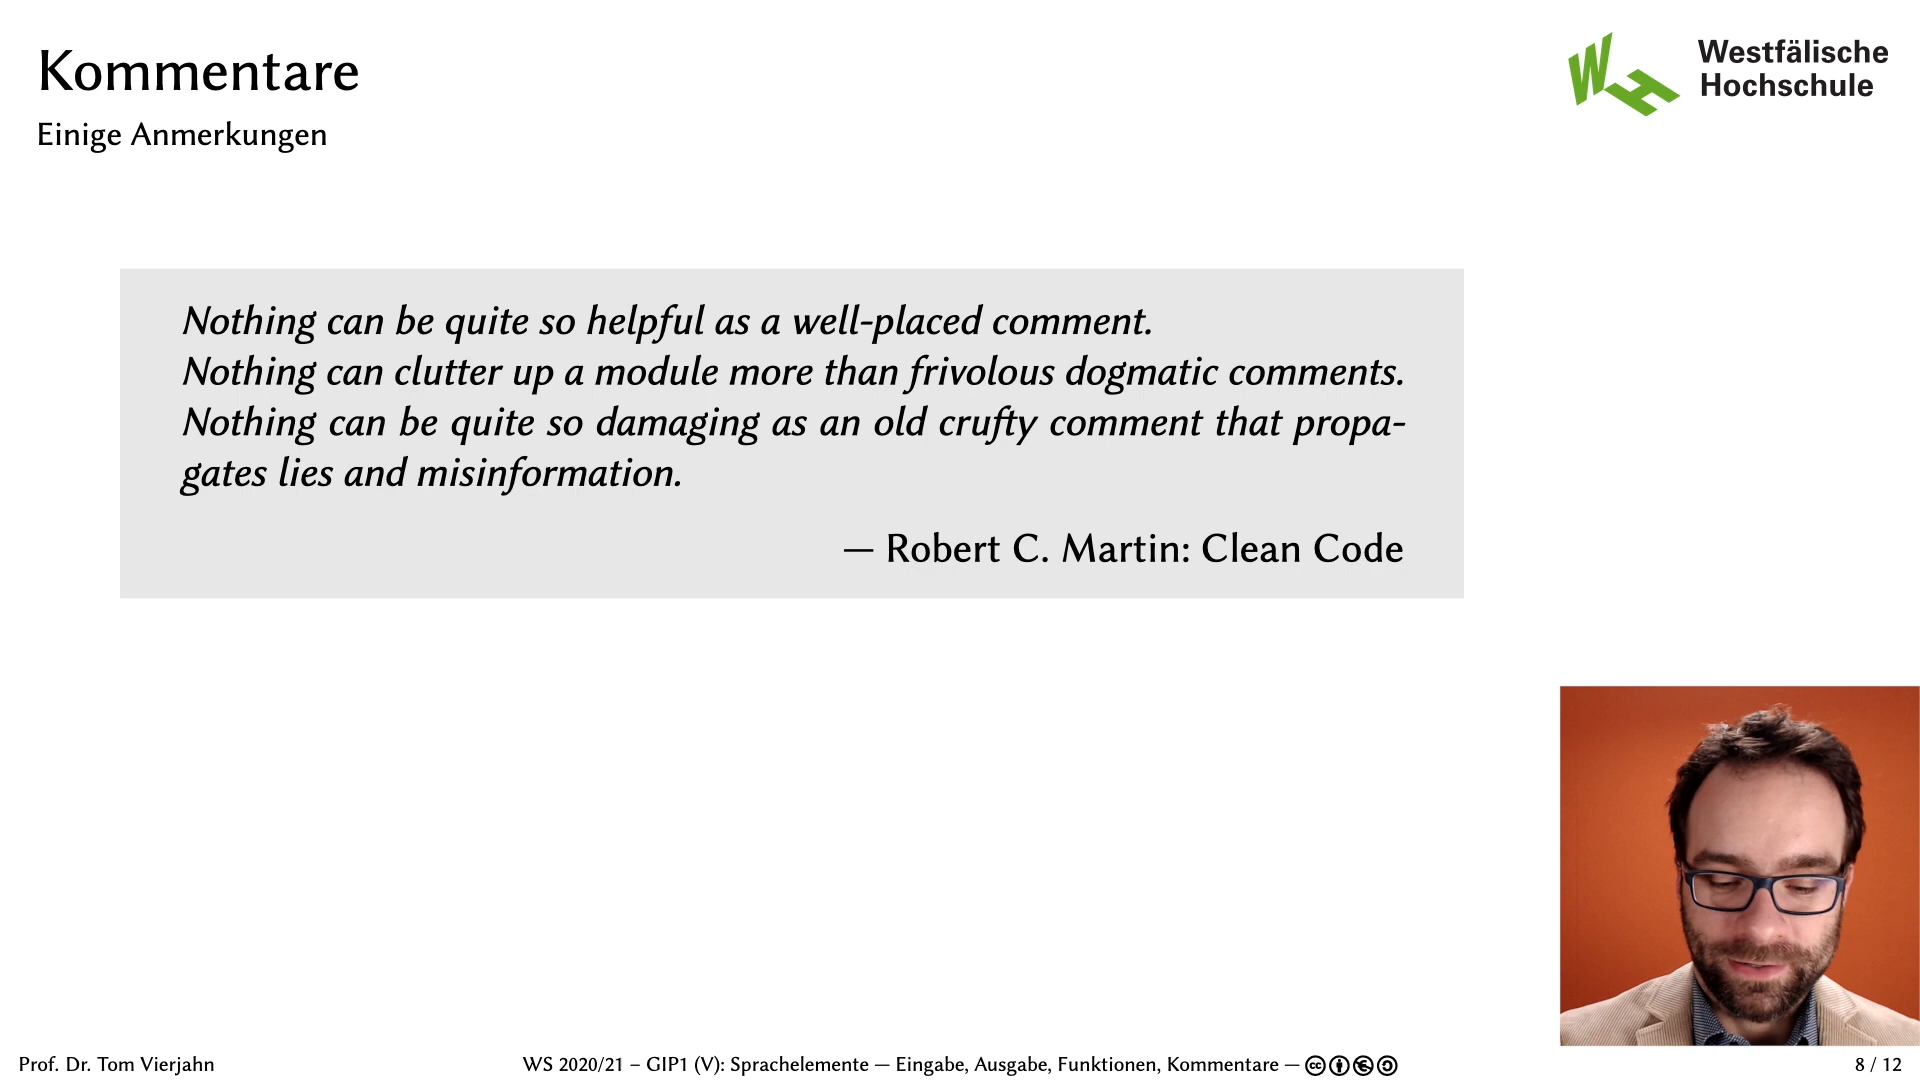 Kommentare
Einige Anmerkungen
Westfälische
Hochschule
Nothing can be quite so helpful as a well-placed comment.
Nothing can clutter up a module more than frivolous dogmatic comments.
Nothing can be quite so damaging as an old crufty comment that propa-
gates lies and misinformation.
— Robert C. Martin: Clean Code
Prof. Dr. Tom Vierjahn
WS 2020/21 – GIP1 (V): Sprachelemente — Eingabe, Ausgabe, Funktionen, Kommentare —
8 / 12